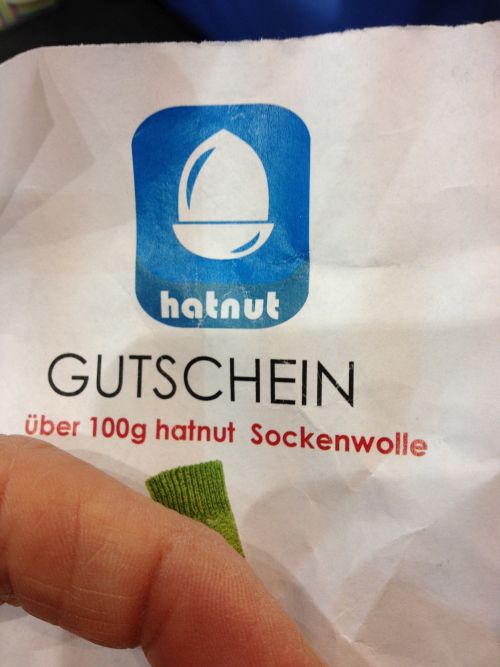 hatnut
GUTSCHEIN
über 100g hatnut Sockenwolle